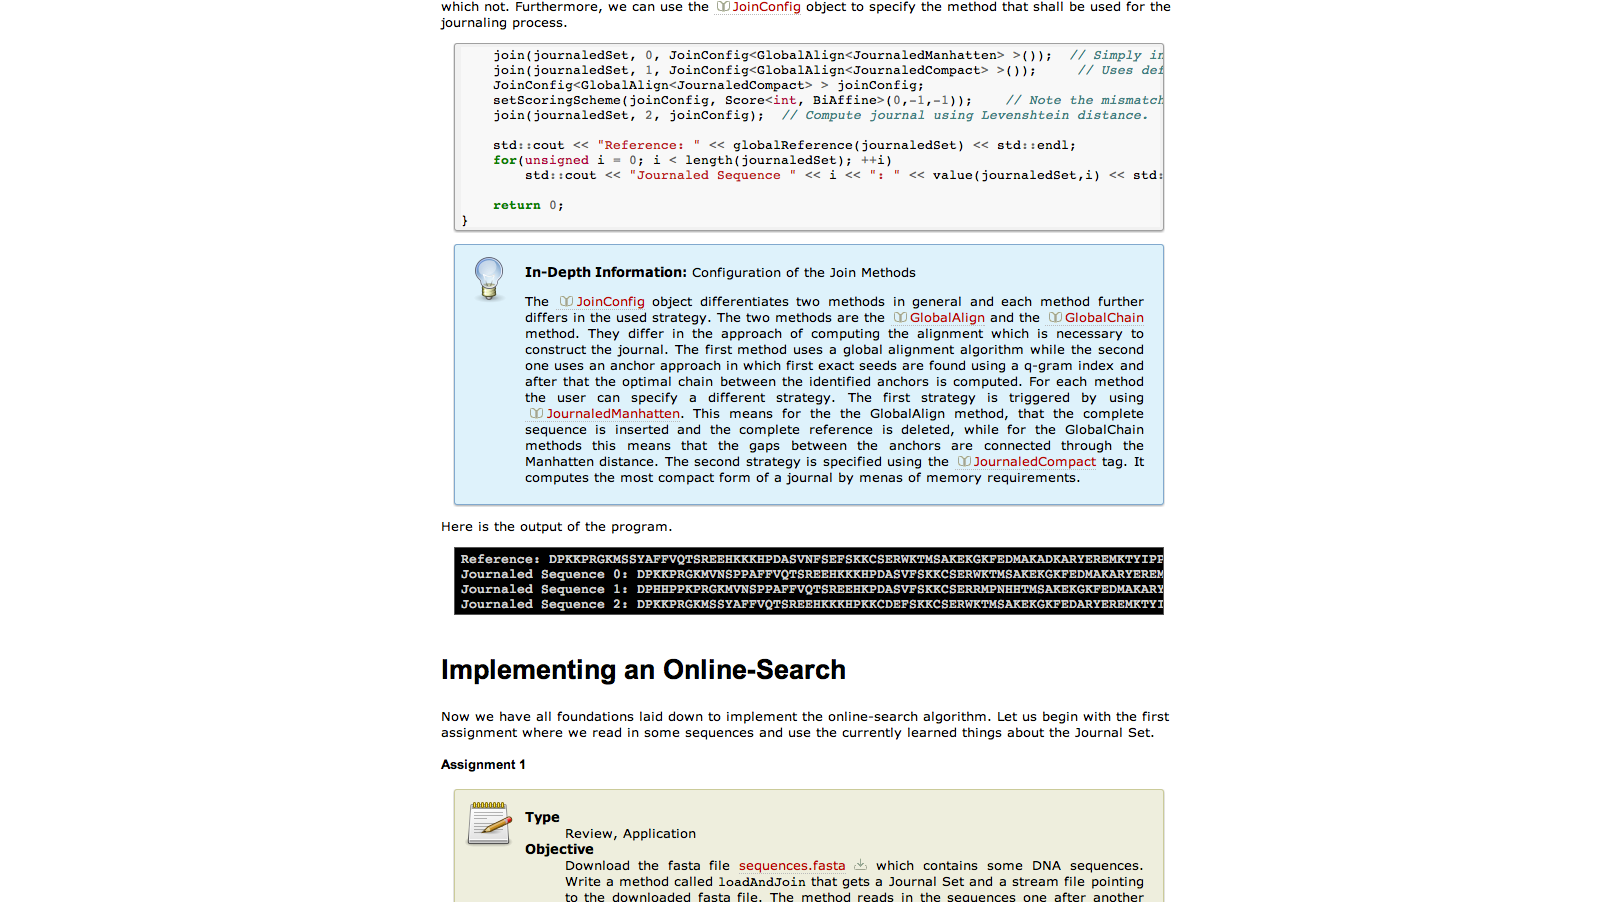 which not. Furthermore, we can use the JoinConfig object to specify the method that shall be used for the
journaling process.
join(journaledSet, 0, JoinConfig<GlobalAlign<JournaledManhatten> >()); // Simply in
join(journaledSet, 1, JoinConfig<GlobalAlign<JournaledCompact> >()); // Uses def
JoinConfig<GlobalAlign<JournaledCompact> > joinConfig;
setScoringScheme(joinConfig, Score<int, BiAffine>(0,-1,-1)); // Note the mismatch
join(journaledSet, 2, joinConfig); // Compute journal using Levenshtein distance.
std::cout << "Reference: " << globalReference(journaledSet) << std::endl;
for(unsigned i = 0; i < length(journaledSet); ++i)
std::cout << "Journaled Sequence " << i << ": " << value(journaledSet,i) << std:
return 0;
}
In-Depth Information: Configuration of the Join Methods
The JoinConfig object differentiates two methods in general and each method further
differs in the used strategy. The two methods are the GlobalAlign and the GlobalChain
method. They differ in the approach of computing the alignment which is necessary to
construct the journal. The first method uses a global alignment algorithm while the second
one uses an anchor approach in which first exact seeds are found using a q-gram index and
after that the optimal chain between the identified anchors is computed. For each method
the user can specify a different strategy. The first strategy is triggered by using
JournaledManhatten. This means for the the GlobalAlign method, that the complete
sequence is inserted and the complete reference is deleted, while for the GlobalChain
methods this means that the gaps between the anchors are connected through the
Manhatten distance. The second strategy is specified using the JournaledCompact tag. It
computes the most compact form of a journal by menas of memory requirements.
Here is the output of the program.
Reference: DPKKPRGKMSSYAFFVQTSREEHKKKHPDASVNFSEFSKKCSERWKTMSAKEKGKFEDMAKADKARYEREMKTYIPP
Journaled Sequence 0: DPKKPRGKMVNSPPAFFVQTSREEHKKKHPDASVFSKKCSERWKTMSAKEKGKFEDMAKARYEREM
Journaled Sequence 1: DPHHPPKPRGKMVNSPPAFFVQTSREEHKPDASVFSKKCSERRMPNHHTMSAKEKGKFEDMAKARY
Journaled Sequence 2: DPKKPRGKMSSYAFFVQTSREEHKKKHPKKCDEFSKKCSERWKTMSAKEKGKFEDARYEREMKTYI
Implementing an Online-Search
Now we have all foundations laid down to implement the online-search algorithm. Let us begin with the first
assignment where we read in some sequences and use the currently learned things about the Journal Set.
Assignment 1
Type
Review, Application
Objective
Download the fasta file sequences.fasta which contains some DNA sequences.
Write a method called loadAndJoin that gets a Journal Set and a stream file pointing
to the downloaded fasta file. The method reads in the sequences one after another